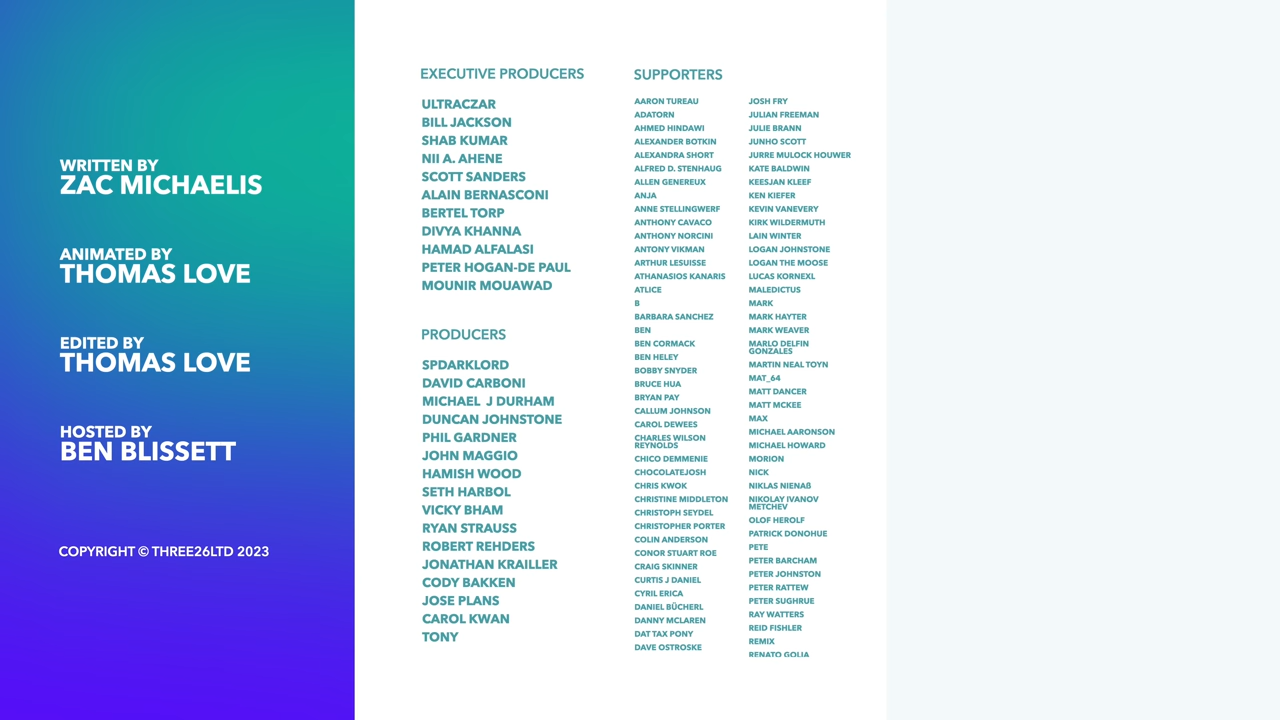 WRITTEN BY
ZAC MICHAELIS
ANIMATED BY
THOMAS LOVE
EDITED BY
THOMAS LOVE
HOSTED BY
BEN BLISSETT
COPYRIGHT © THREE26LTD 2023
EXECUTIVE PRODUCERS
ULTRACZAR
BILL JACKSON
SHAB KUMAR
NII A. AHENE
SCOTT SANDERS
ALAIN BERNASCONI
BERTEL TORP
DIVYA KHANNA
HAMAD ALFALASI
PETER HOGAN-DE PAUL
MOUNIR MOUAWAD
PRODUCERS
SPDARKLORD
DAVID CARBONI
MICHAEL  J DURHAM
DUNCAN JOHNSTONE
PHIL GARDNER
JOHN MAGGIO
HAMISH WOOD
SETH HARBOL
VICKY BHAM
RYAN STRAUSS
ROBERT REHDERS
JONATHAN KRAILLER
CODY BAKKEN
JOSE PLANS
CAROL KWAN
TONY
SUPPORTERS
AARON TUREAU
ADATORN
AHMED HINDAWI
ALEXANDER BOTKIN
ALEXANDRA SHORT
ALFRED D. STENHAUG
ALLEN GENEREUX
ANJA
ANNE STELLINGWERF
ANTHONY CAVACO
ANTHONY NORCINI
ANTONY VIKMAN
ARTHUR LESUISSE
ATHANASIOS KANARIS
ATLICE
B
BARBARA SANCHEZ
BEN
BEN CORMACK
BEN HELEY
BOBBY SNYDER
BRUCE HUA
BRYAN PAY
CALLUM JOHNSON
CAROL DEWEES
CHARLES WILSON
REYNOLDS
CHICO DEMMENIE
CHOCOLATEJOSH
CHRIS KWOK
CHRISTINE MIDDLETON
CHRISTOPH SEYDEL
CHRISTOPHER PORTER
COLIN ANDERSON
CONOR STUART ROE
CRAIG SKINNER
CURTIS J DANIEL
CYRIL ERICA
DANIEL BÜCHERL
DANNY MCLAREN
DAT TAX PONY
DAVE OSTROSKE
JOSH FRY
JULIAN FREEMAN
JULIE BRANN
JUNHO SCOTT
JURRE MULOCK HOUWER
KATE BALDWIN
KEESJAN KLEEF
KEN KIEFER
KEVIN VANEVERY
KIRK WILDERMUTH
LAIN WINTER
LOGAN JOHNSTONE
LOGAN THE MOOSE
LUCAS KORNEXL
MALEDICTUS
MARK
MARK HAYTER
MARK WEAVER
MARLO DELFIN
GONZALES
MARTIN NEAL TOYN
MAT_64
MATT DANCER
MATT MCKEE
MAX
MICHAEL AARONSON
MICHAEL HOWARD
MORION
NICK
NIKLAS NIENAß
NIKOLAY IVANOV
METCHEV
OLOF HEROLF
PATRICK DONOHUE
PETE
PETER BARCHAM
PETER JOHNSTON
PETER RATTEW
PETER SUGHRUE
RAY WATTERS
REID FISHLER
REMIX
RENATO GOLIA